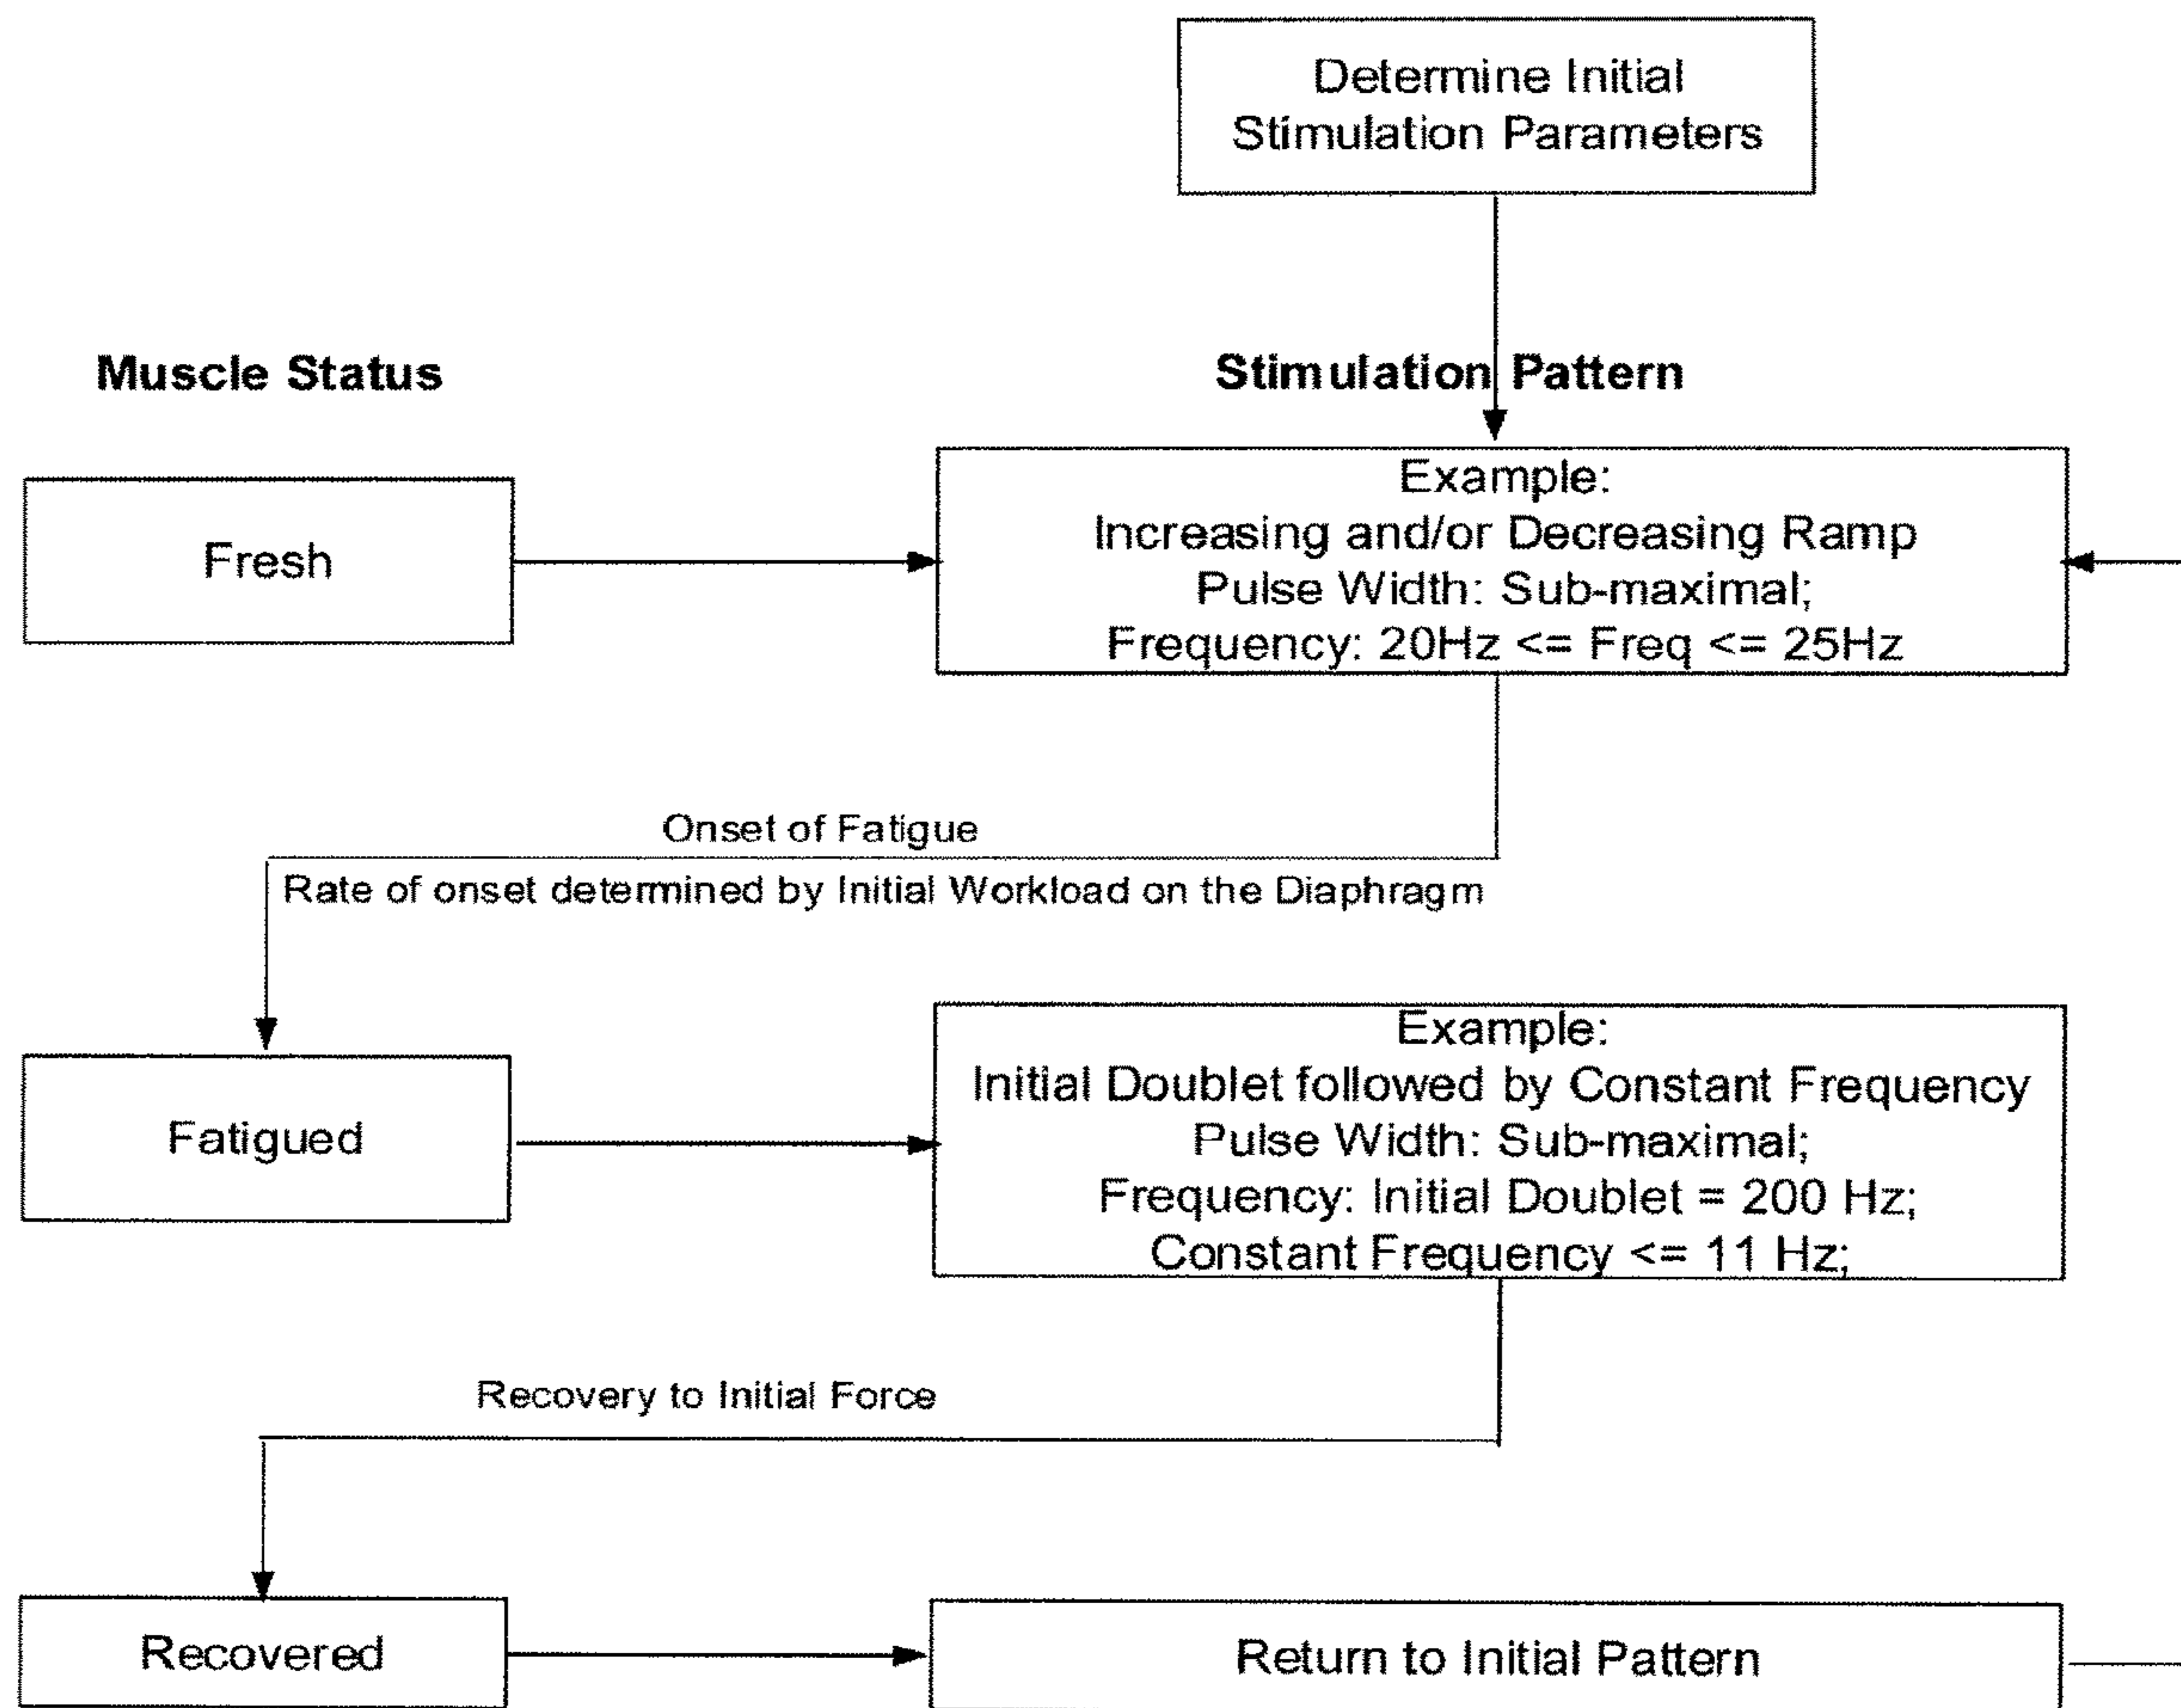 Determine Initial
Stimulation Parameters
Muscle Status
Stimulation Pattern
Fresh
Example:
Increasing and/or Decreasing Ramp
Pulse Width: Sub-maximal;
Frequency: 20Hz <= Freq <= 25Hz
Onset of Fatigue
Rate of onset determined by Initial Workload on the Diaphragm
Fatigued
Example:
Initial Doublet followed by Constant Frequency
Pulse Width: Sub-maximal;
Frequency: Initial Doublet = 200 Hz;
Constant Frequency <= 11 Hz;
Recovery to Initial Force
Recovered
Return to Initial Pattern